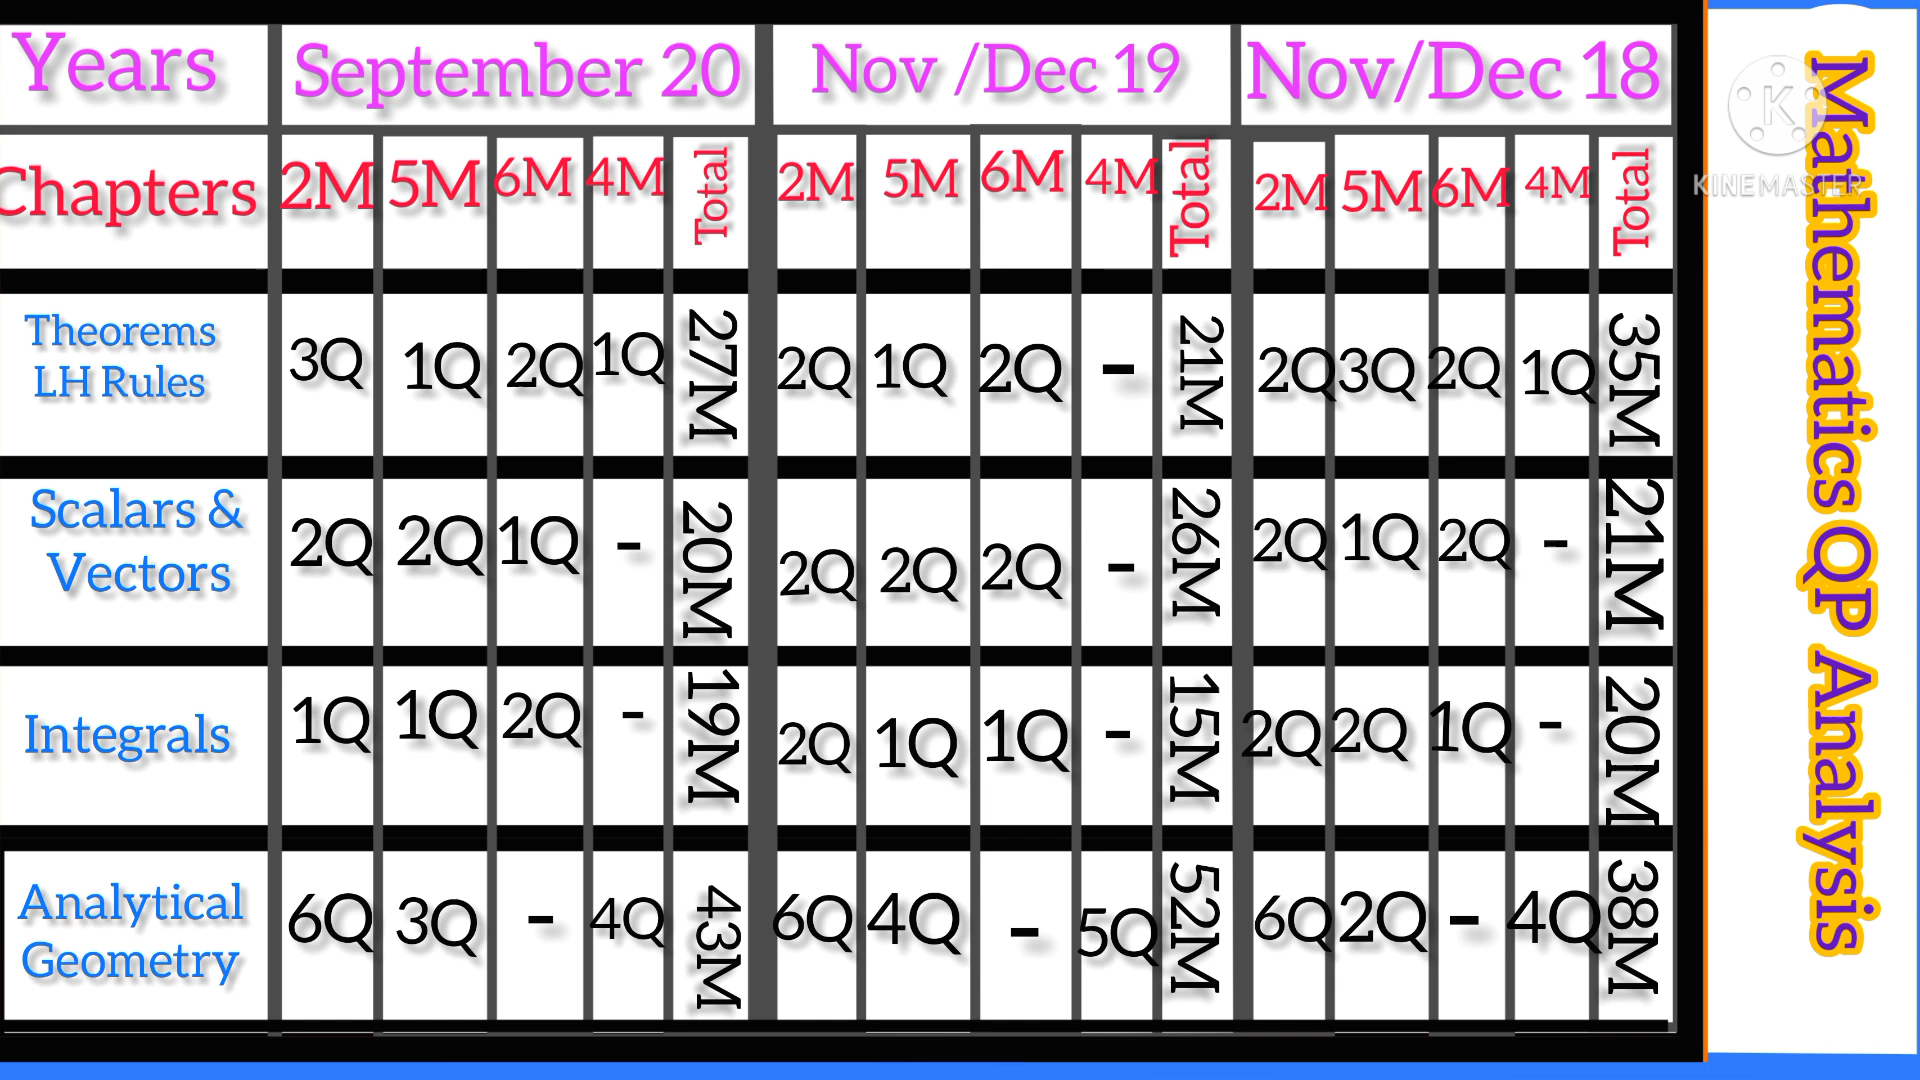 Years September 20 Nov /Dec 19 Nov/Dec 18
Chapters 2M 5M 6M 4M Total 2M 5M 6M 4M Total 2M 5M 6M 4M Total
Theorems
LH Rules
3Q 1Q 2Q 1Q 27M 2Q 1Q 2Q - 21M 2Q 3Q 2Q 1Q 35M
Scalars &
Vectors
2Q 2Q 1Q - 20M 2Q 2Q 2Q - 26M 2Q 1Q 2Q - 21M
Integrals 1Q 1Q 2Q - 19M 2Q 1Q 1Q - 15M 2Q 2Q 1Q - 20M
Analytical
Geometry
6Q 3Q - 4Q 43M 6Q 4Q - 5Q 52M 6Q 2Q - 4Q 38M
Mathematics QP Analysis
K
KINEMASTER